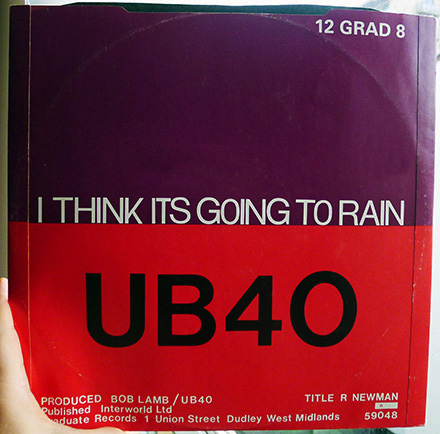 12 GRAD 8
I THINK ITS GOING TO RAIN
UB40
PRODUCED BOB LAMB/UB40 TITLE R NEWMAN
Published Interworld Ltd
Graduate Records 1 Union Street Dudley West Midlands 59048